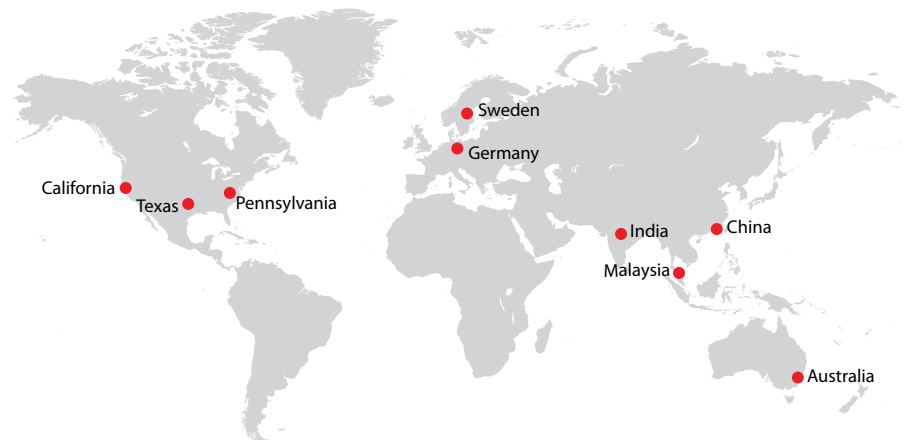 Sweden
Germany
California
Texas
Pennsylvania
India
China
Malaysia
Australia